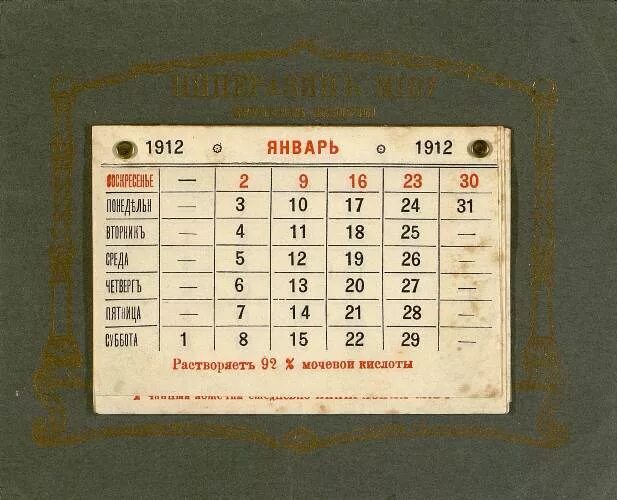 ПИПЕРАЗИНЪ
1912 ЯНВАРЬ 1912
ВОСКРЕСЕНЬЕ — 2 9 16 23 30
ПОНЕДѢЛЬН — 3 10 17 24 31
ВТОРНИКЪ — 4 11 18 25 —
СРЕДА — 5 12 19 26 —
ЧЕТВЕРГЪ — 6 13 20 27 —
ПЯТНИЦА — 7 14 21 28 —
СУББОТА 1 8 15 22 29 —
Растворяетъ 92 % мочевой кислоты
ежедневно